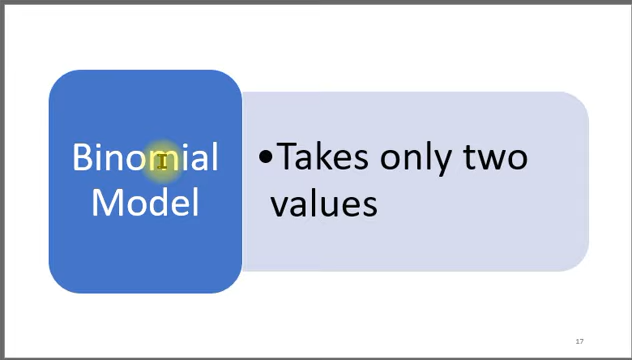 Binomial
Model
•Takes only two
values
17